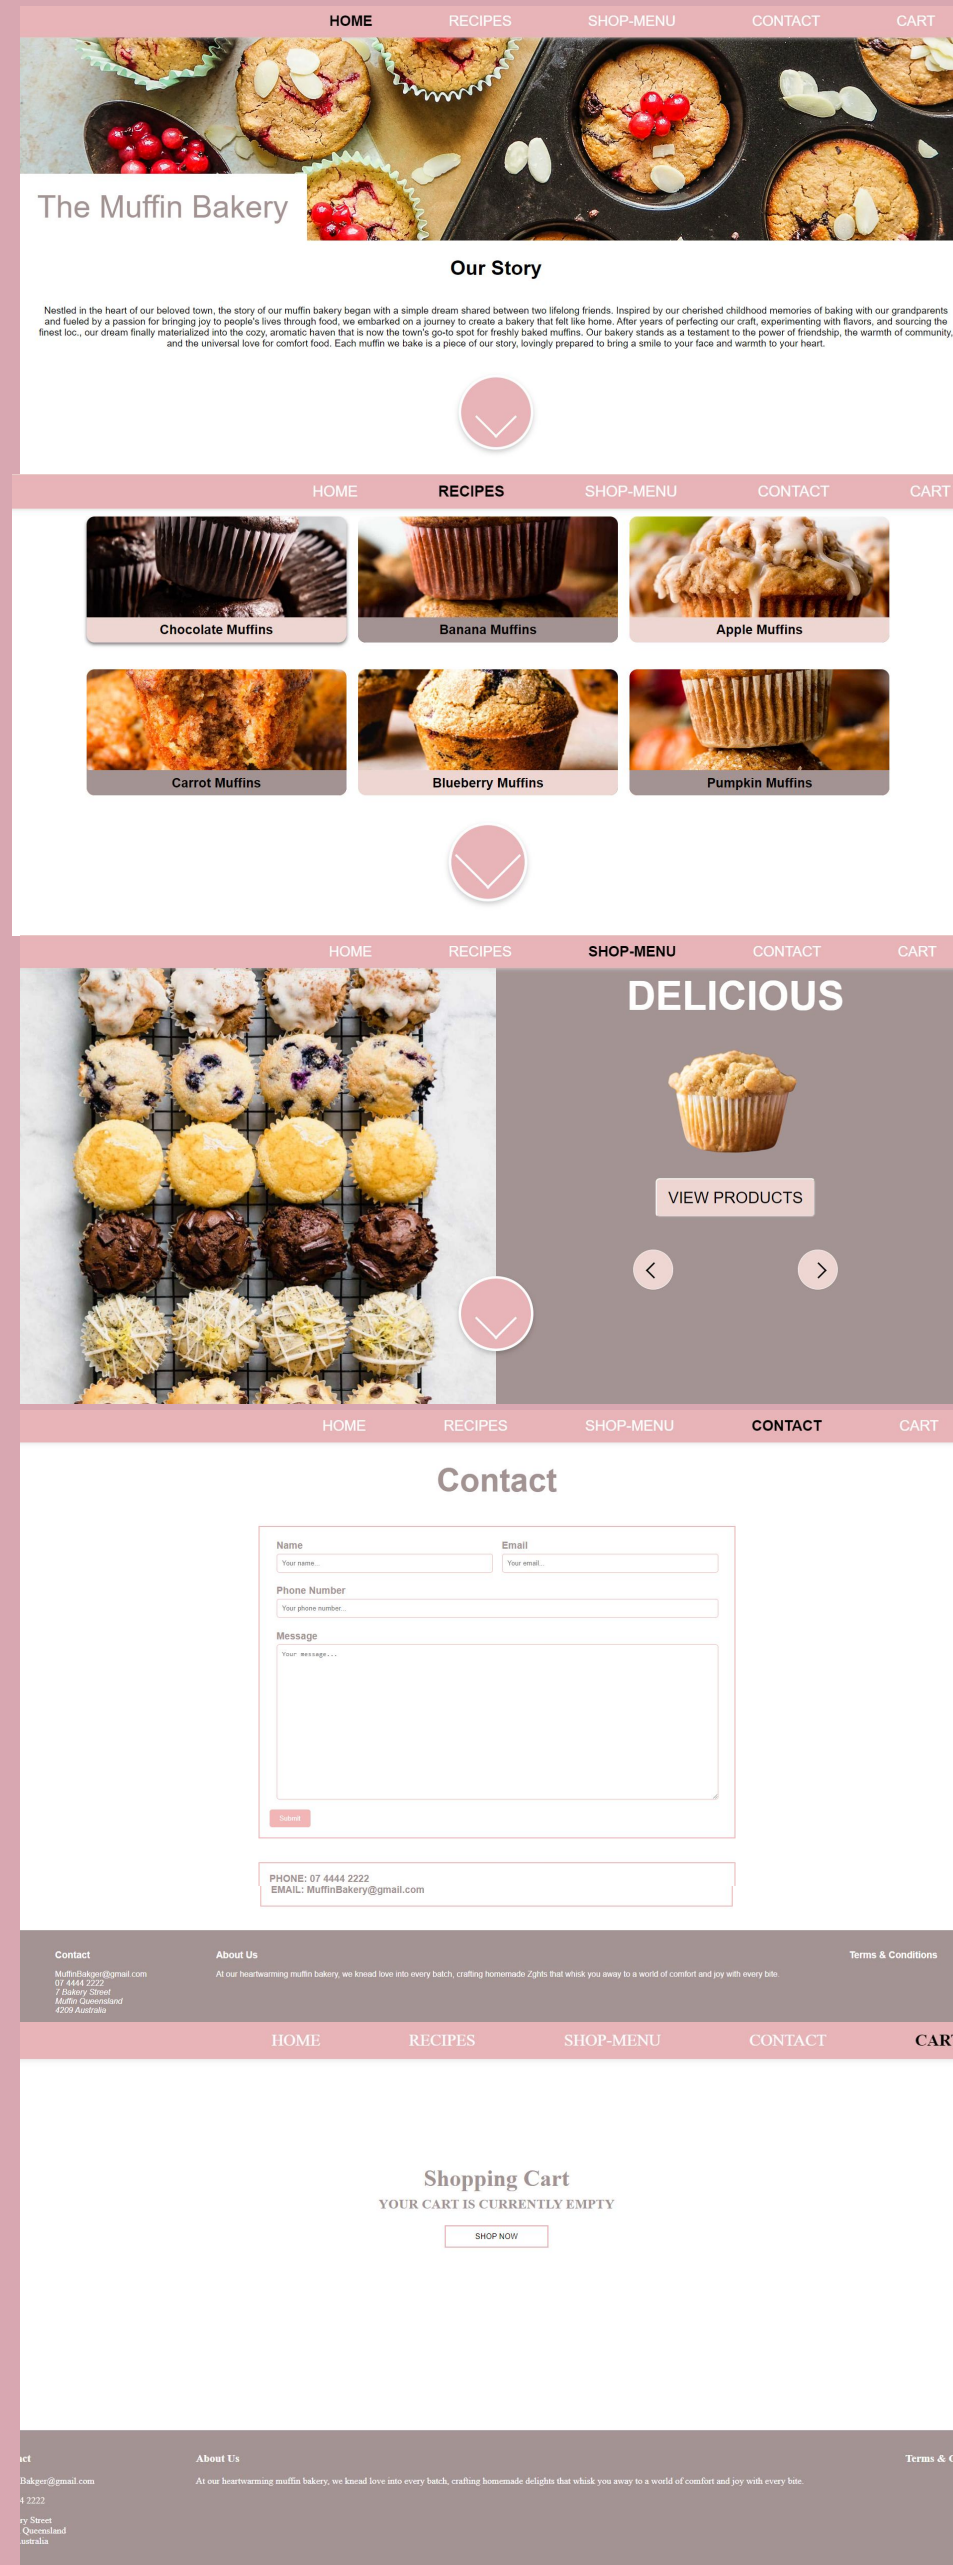 HOME RECIPES SHOP-MENU CONTACT CART
The Muffin Bakery
Our Story
Nestled in the heart of our beloved town, the story of our muffin bakery began with a simple dream shared between two lifelong friends. Inspired by our cherished childhood memories of baking with our grandparents
and fueled by a passion for bringing joy to people's lives through food, we embarked on a journey to create a bakery that felt like home. After years of perfecting our craft, experimenting with flavors, and sourcing the
finest loc., our dream finally materialized into the cozy, aromatic haven that is now the town's go-to spot for freshly baked muffins. Our bakery stands as a testament to the power of friendship, the warmth of community,
and the universal love for comfort food. Each muffin we bake is a piece of our story, lovingly prepared to bring a smile to your face and warmth to your heart.
HOME RECIPES SHOP-MENU CONTACT CART
Chocolate Muffins Banana Muffins Apple Muffins
Carrot Muffins Blueberry Muffins Pumpkin Muffins
HOME RECIPES SHOP-MENU CONTACT CART
DELICIOUS
VIEW PRODUCTS
HOME RECIPES SHOP-MENU CONTACT CART
Contact
Name Email
Your name... Your email...
Phone Number
Your phone number...
Message
Your message...
Submit
PHONE: 07 4444 2222
EMAIL: MuffinBakery@gmail.com
Contact About Us Terms & Conditions
MuffinBakger@gmail.com At our heartwarming muffin bakery, we knead love into every batch, crafting homemade Zghts that whisk you away to a world of comfort and joy with every bite.
07 4444 2222
7 Bakery Street
Muffin Queensland
4209 Australia
HOME RECIPES SHOP-MENU CONTACT CAR
Shopping Cart
YOUR CART IS CURRENTLY EMPTY
SHOP NOW
act About Us Terms & C
Bakger@gmail.com At our heartwarming muffin bakery, we knead love into every batch, crafting homemade delights that whisk you away to a world of comfort and joy with every bite.
4 2222
ry Street
Queensland
ustralia